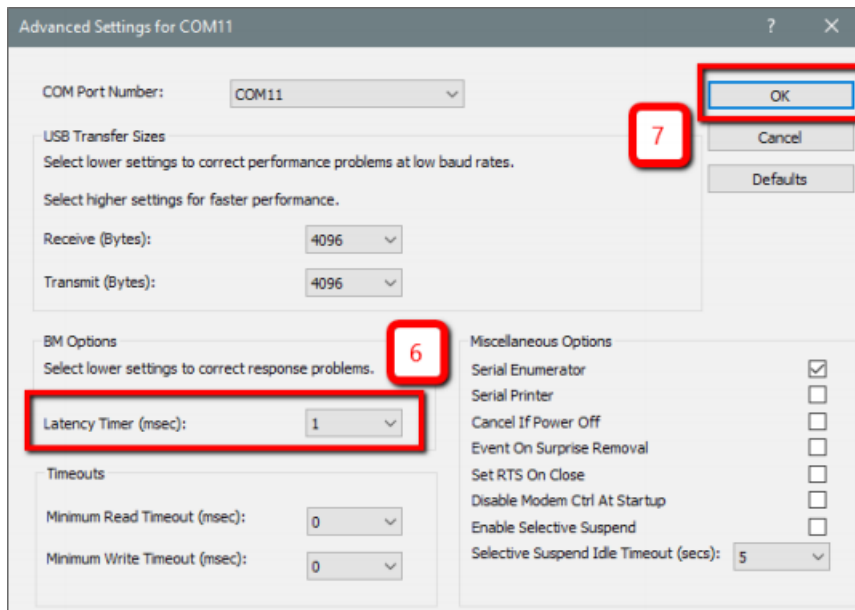 Advanced Settings for COM11
?
COM Port Number:
COM11
OK
7
Cancel
Defaults
USB Transfer Sizes
Select lower settings to correct performance problems at low baud rates.
Select higher settings for faster performance.
Receive (Bytes):
4096
Transmit (Bytes):
4096
BM Options
Select lower settings to correct response problems.
6
Latency Timer (msec):
1
Timeouts
Minimum Read Timeout (msec):
0
Minimum Write Timeout (msec):
0
Miscellaneous Options
Serial Enumerator
Serial Printer
Cancel If Power Off
Event On Surprise Removal
Set RTS On Close
Disable Modem Ctrl At Startup
Enable Selective Suspend
Selective Suspend Idle Timeout (secs):
5